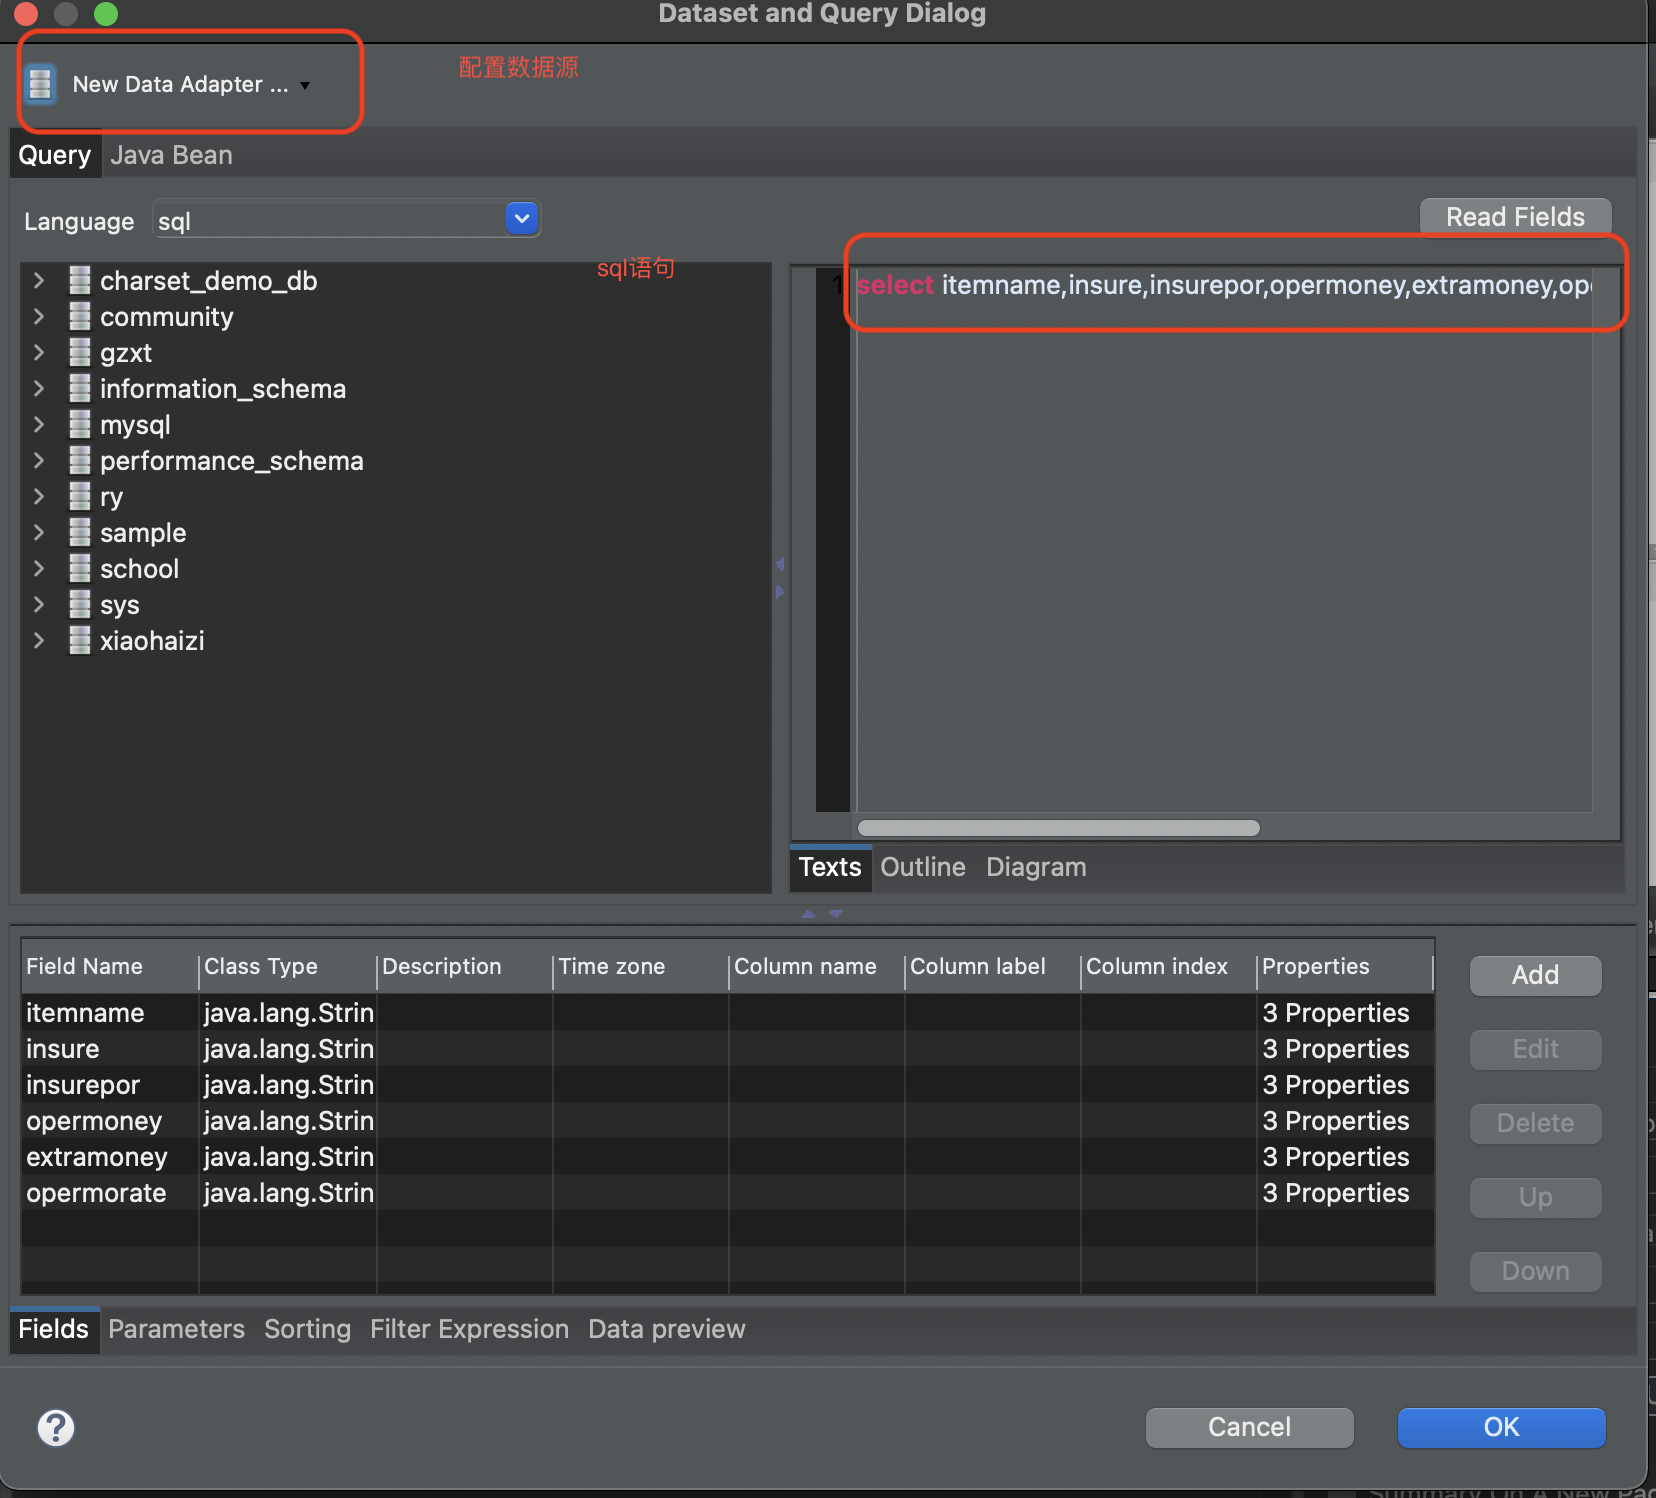 Dataset and Query Dialog
New Data Adapter ...
配置数据源
Query Java Bean
Language sql
Read Fields
sql语句
charset_demo_db
community
gzxt
information_schema
mysql
performance_schema
ry
sample
school
sys
xiaohaizi
1 select itemname,insure,insurepor,opermoney,extramoney,op
Texts Outline Diagram
Field Name Class Type Description Time zone Column name Column label Column index Properties
itemname java.lang.Strin 3 Properties
insure java.lang.Strin 3 Properties
insurepor java.lang.Strin 3 Properties
opermoney java.lang.Strin 3 Properties
extramoney java.lang.Strin 3 Properties
opermorate java.lang.Strin 3 Properties
Add
Edit
Delete
Up
Down
Fields Parameters Sorting Filter Expression Data preview
?
Cancel
OK
Summary On A New Pag